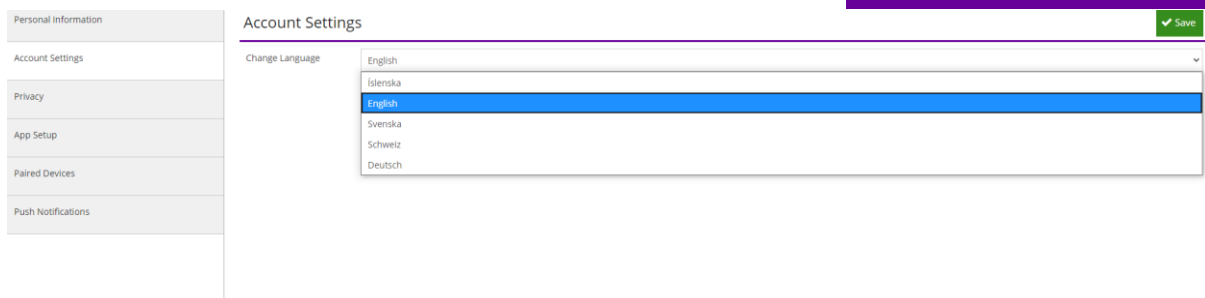 Personal Information
Account Settings
Privacy
App Setup
Paired Devices
Push Notifications
Account Settings
Save
Change Language
English
Íslenska
English
Svenska
Schweiz
Deutsch